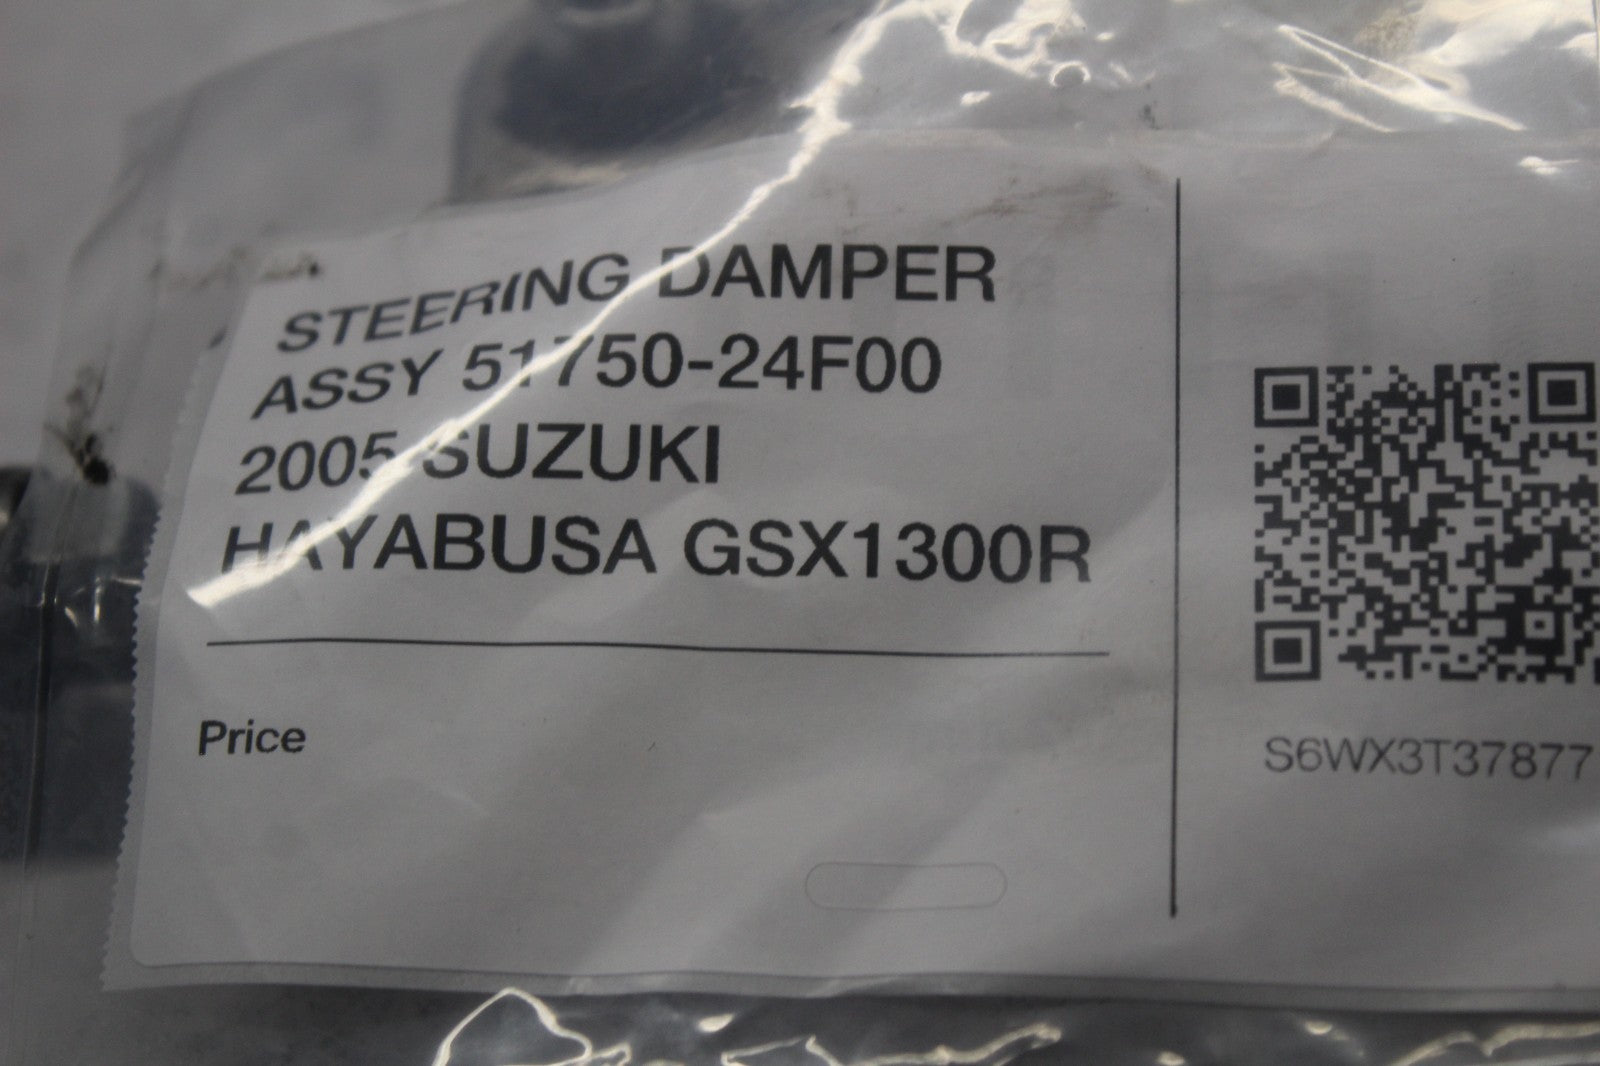 STEERING DAMPER
ASSY 51750-24F00
2005 SUZUKI
HAYABUSA GSX1300R
Price
S6WX3T37877